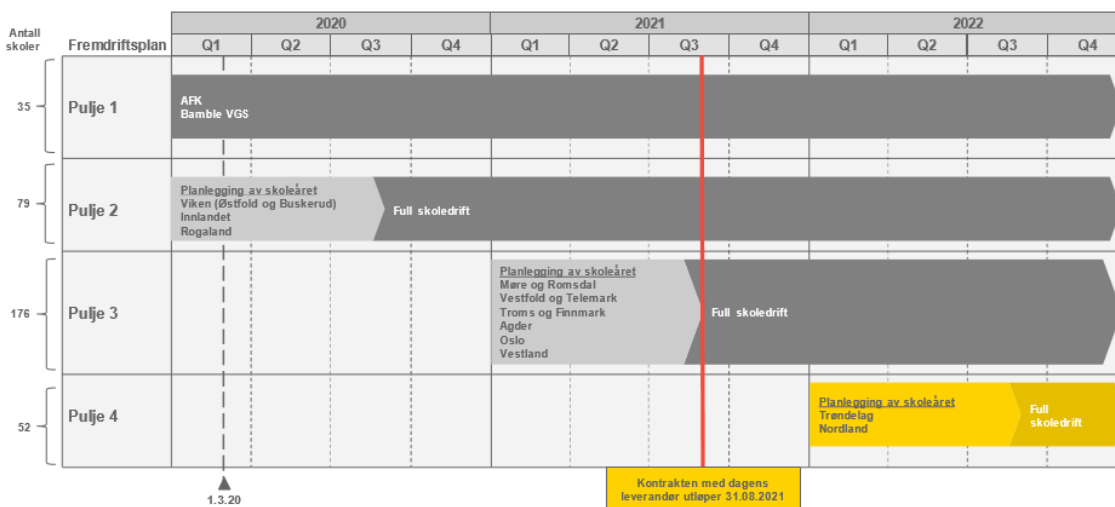 Antall
skoler
Fremdriftsplan
2020
2021
2022
Q1 Q2 Q3 Q4 Q1 Q2 Q3 Q4 Q1 Q2 Q3 Q4
35
Pulje 1
AFK
Bamble VGS
79
Pulje 2
Planlegging av skoleåret
Viken (Østfold og Buskerud)
Innlandet
Rogaland
Full skoledrift
176
Pulje 3
Planlegging av skoleåret
Møre og Romsdal
Vestfold og Telemark
Troms og Finnmark
Agder
Oslo
Vestland
Full skoledrift
52
Pulje 4
Planlegging av skoleåret
Trøndelag
Nordland
Full
skoledrift
1.3.20
Kontrakten med dagens
leverandør utløper 31.08.2021